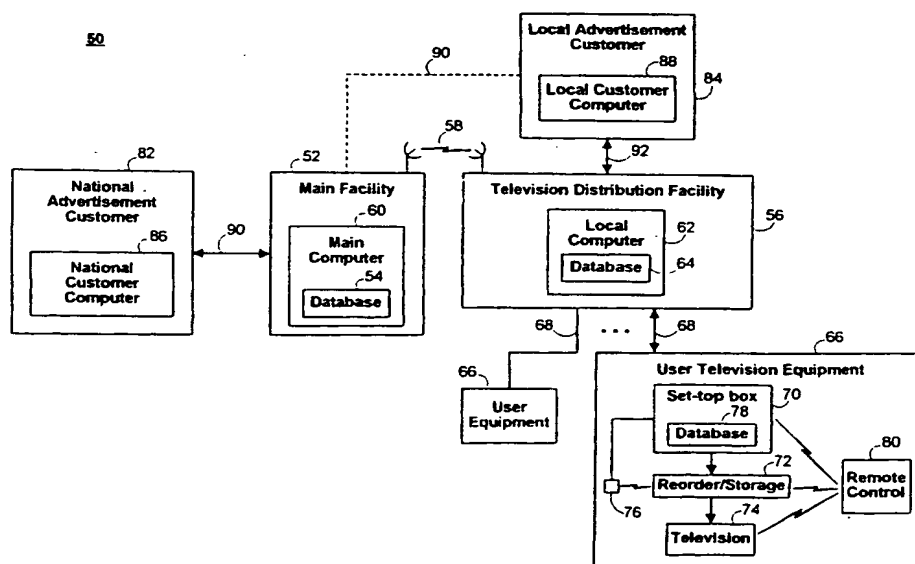 50
Local Advertisement
Customer
88
Local Customer
Computer
84
90
58
92
82
National
Advertisement
Customer
86
National
Customer
Computer
90
52
Main Facility
60
Main
Computer
54
Database
Television Distribution Facility
56
Local
Computer
62
Database
64
68
68
66
User
Equipment
66
User Television Equipment
Set-top box
70
78
Database
72
Reorder/Storage
76
74
Television
80
Remote
Control